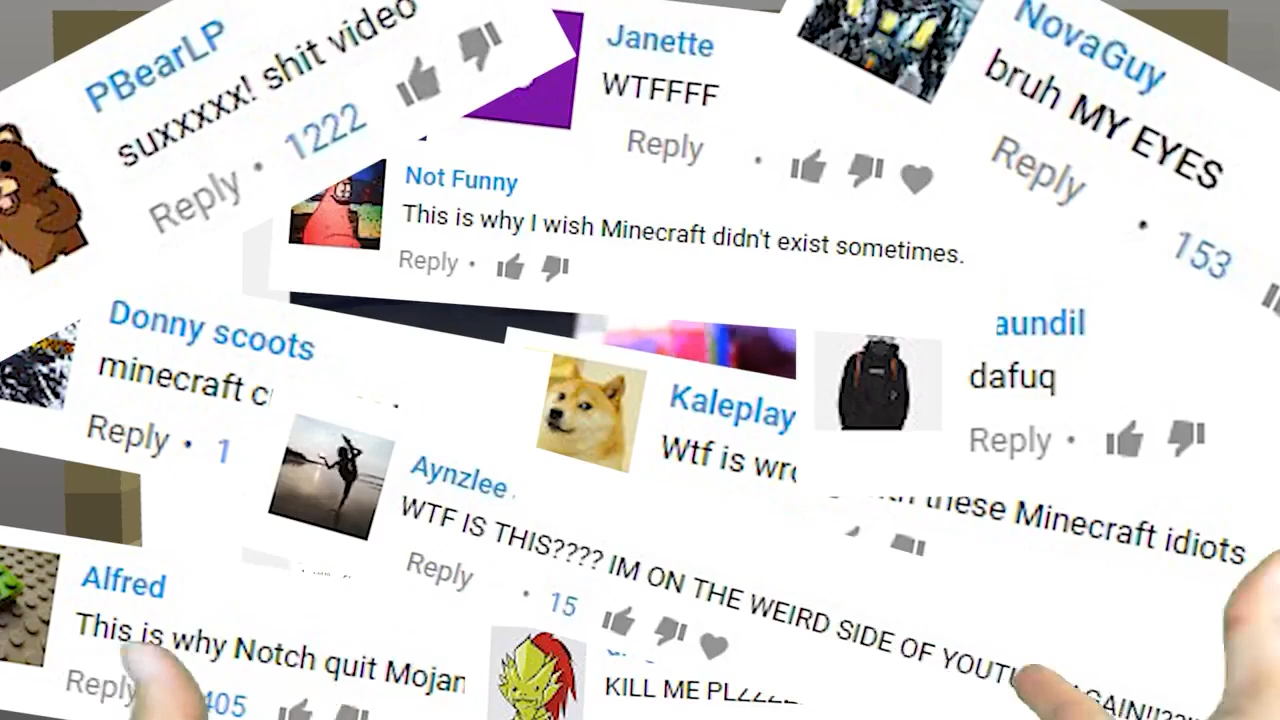 PBearLP
suxxxxx! shit video
Reply • 1222
Janette
WTFFFF
Reply •
NovaGuy
bruh MY EYES
Reply • 153
Not Funny
This is why I wish Minecraft didn't exist sometimes.
Reply •
Donny scoots
minecraft
Reply • 1
Kaleplay
Wtf is
these Minecraft idiots
aundil
dafuq
Reply •
Aynzlee
WTF IS THIS???? IM ON THE WEIRD SIDE OF
Reply • 15
Alfred
This is why Notch quit Mojan
Reply 405
KILL ME